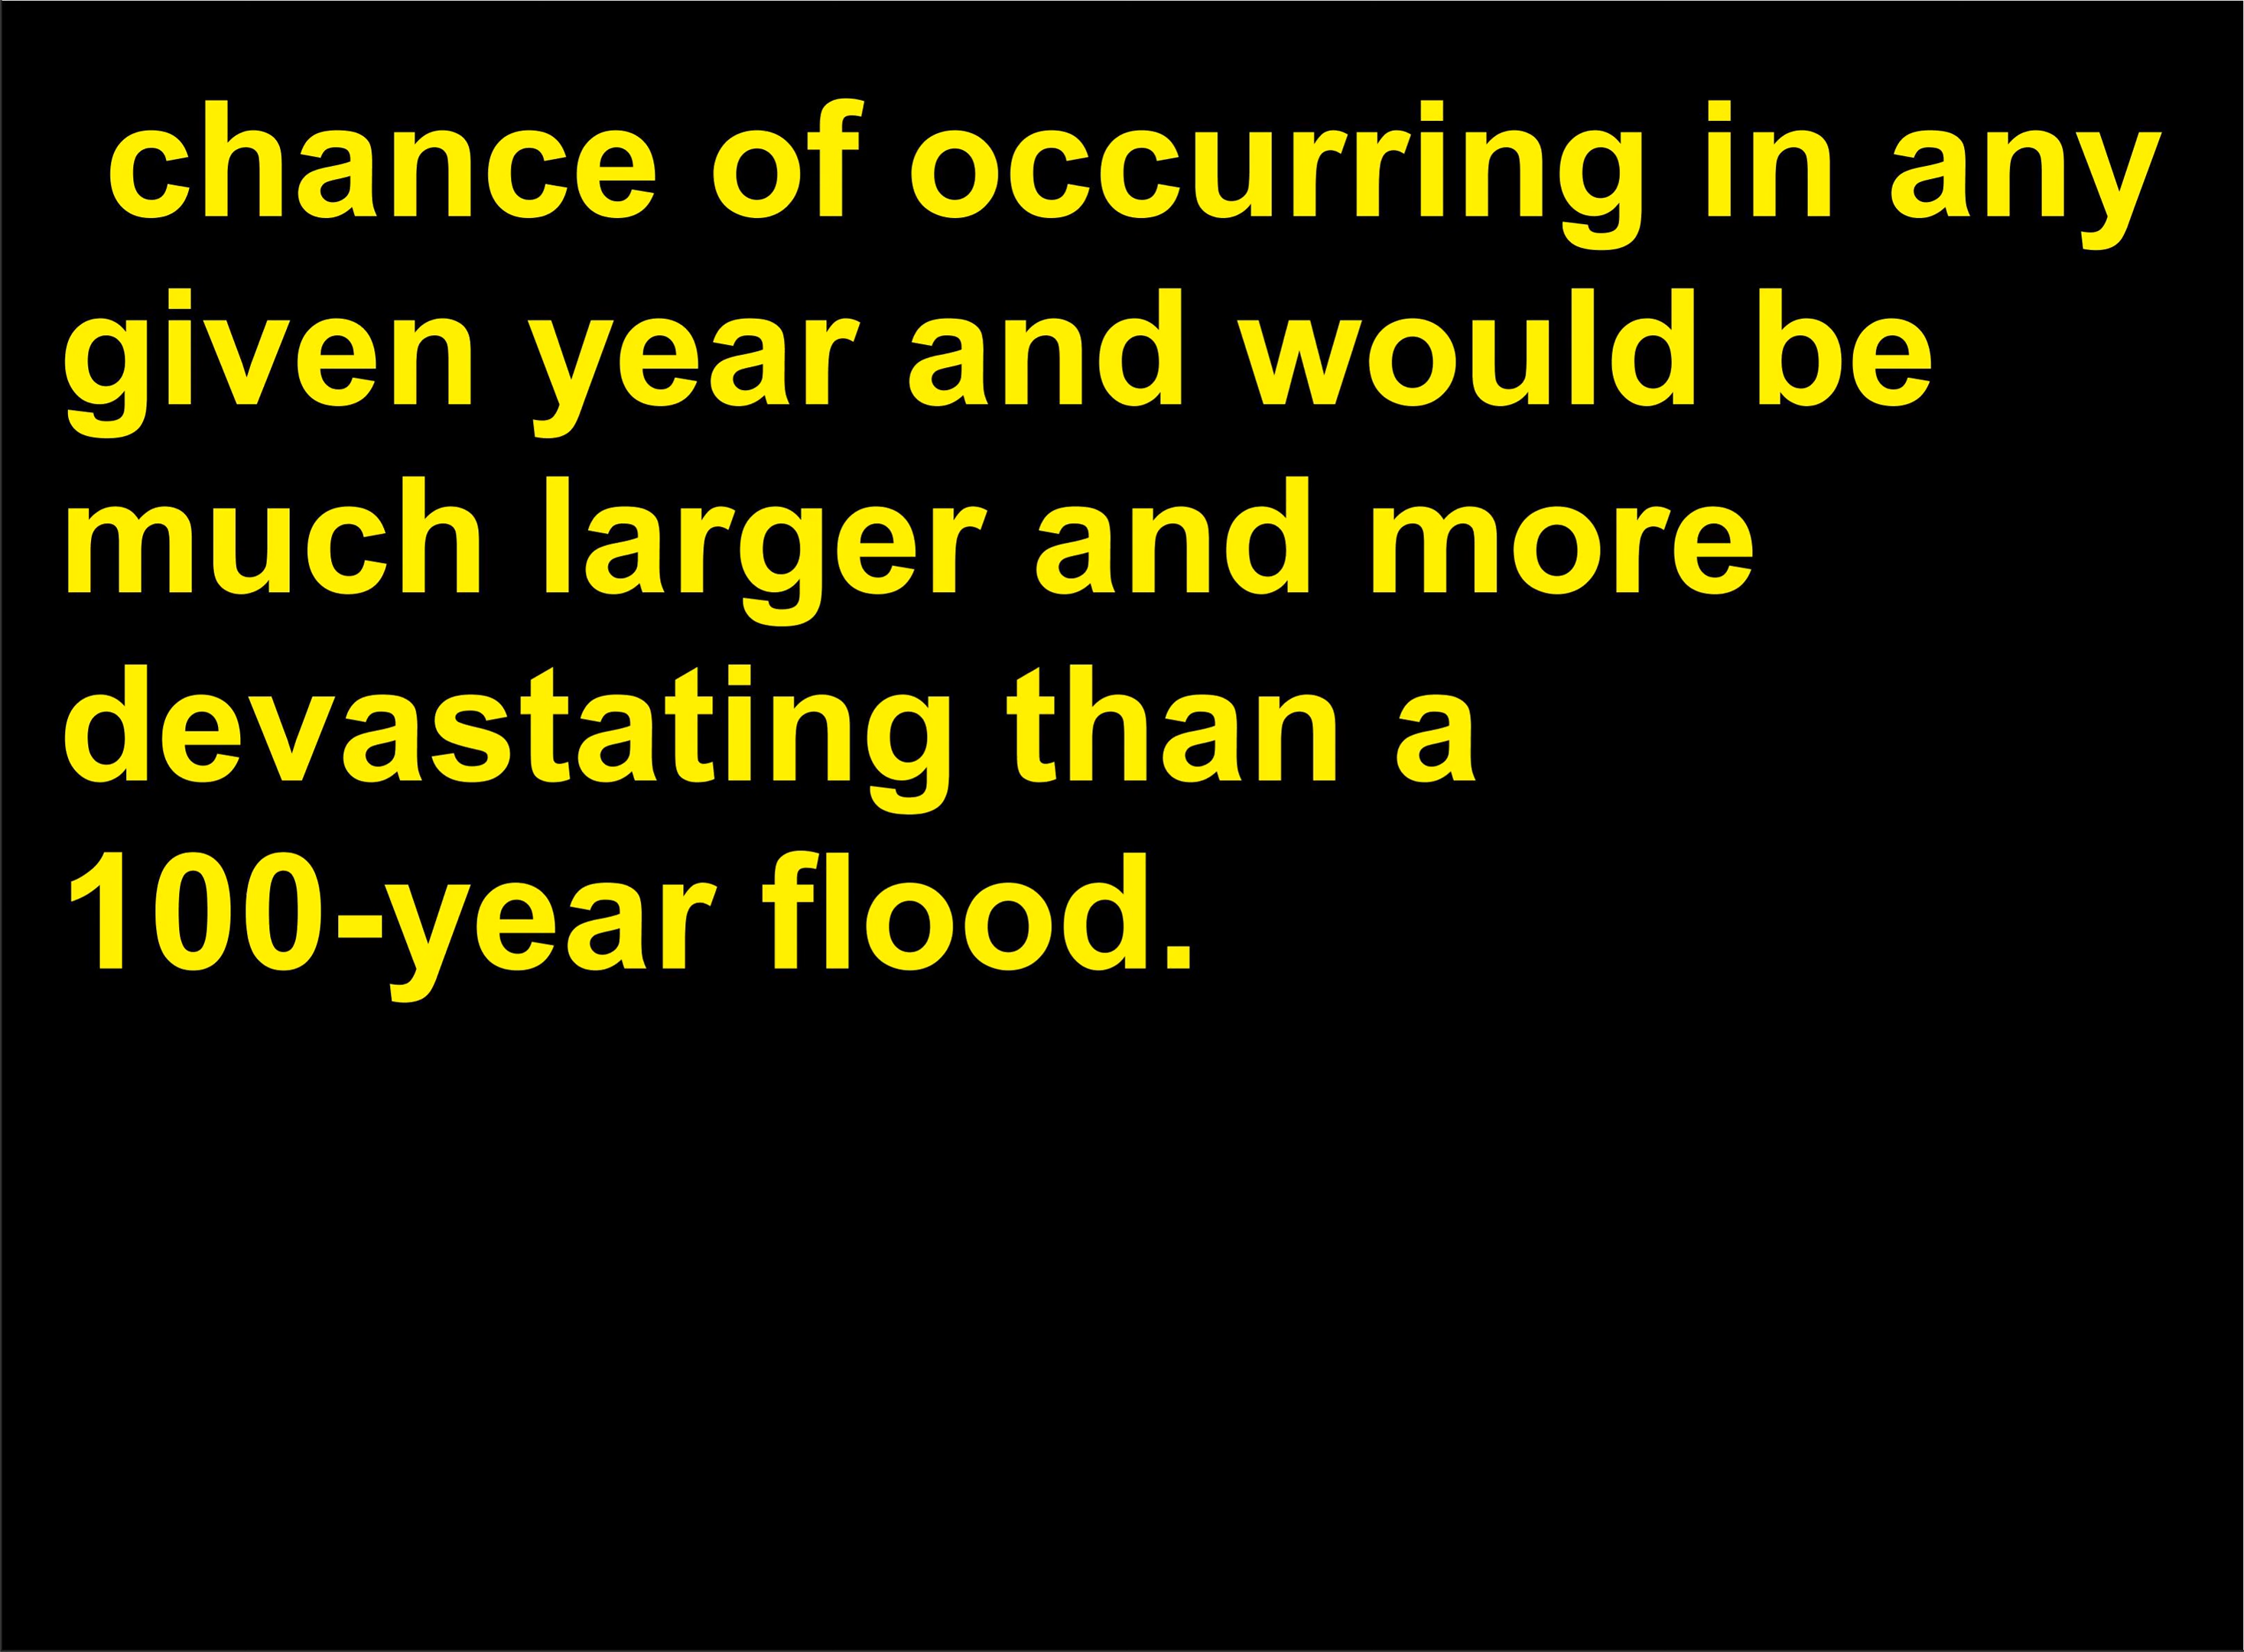 chance of occurring in any
given year and would be
much larger and more
devastating than a
100-year flood.